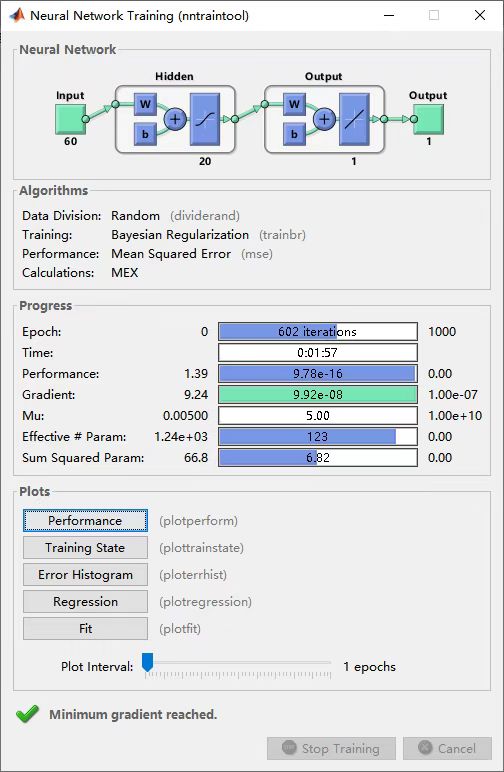 Neural Network Training (nntraintool)
Neural Network
Hidden Output
Input Output
W W
b b
60 20 1 1
Algorithms
Data Division: Random (dividerand)
Training: Bayesian Regularization (trainbr)
Performance: Mean Squared Error (mse)
Calculations: MEX
Progress
Epoch: 0 602 iterations 1000
Time: 0:01:57
Performance: 1.39 9.78e-16 0.00
Gradient: 9.24 9.92e-08 1.00e-07
Mu: 0.00500 5.00 1.00e+10
Effective # Param: 1.24e+03 123 0.00
Sum Squared Param: 66.8 6.82 0.00
Plots
Performance (plotperform)
Training State (plottrainstate)
Error Histogram (ploterrhist)
Regression (plotregression)
Fit (plotfit)
Plot Interval: 1 epochs
Minimum gradient reached.
Stop Training Cancel